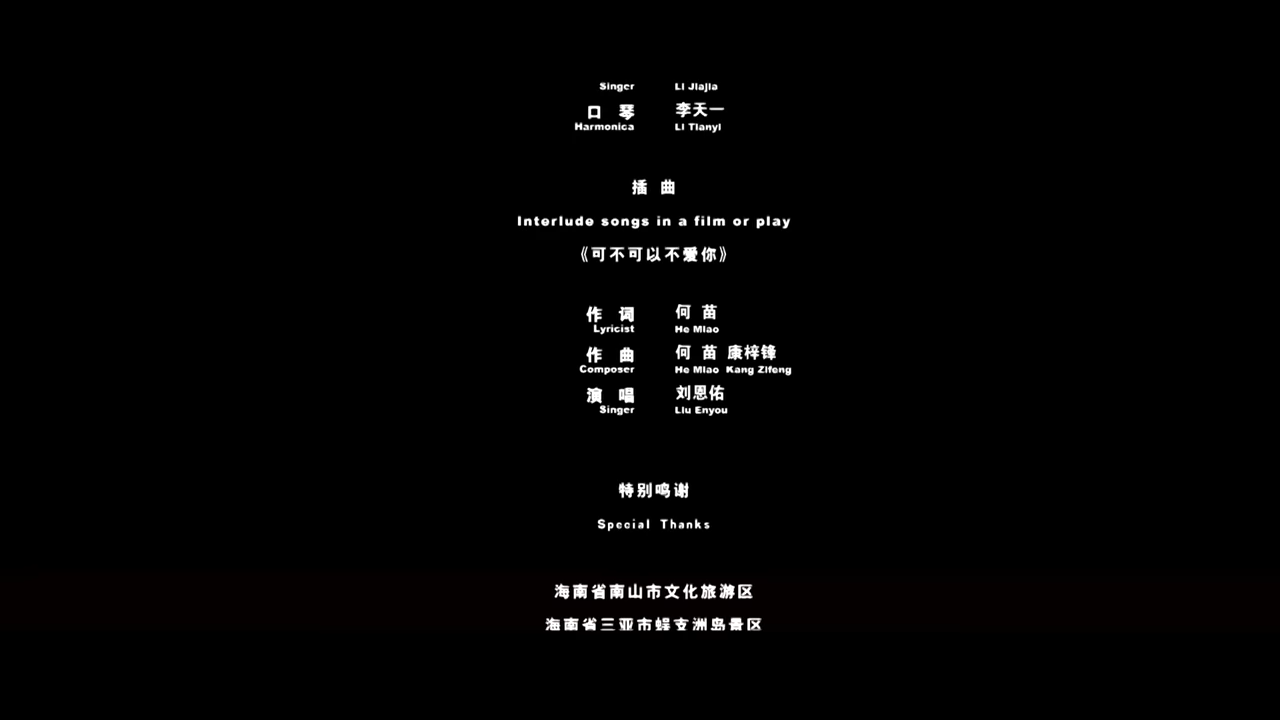 Singer Li Jiajia
口 琴 李天一
Harmonica Li Tianyi
插 曲
Interlude songs in a film or play
《可不可以不爱你》
作 词 何 苗
Lyricist He Miao
作 曲 何 苗 康梓锋
Composer He Miao Kang Zifeng
演 唱 刘恩佑
Singer Liu Enyou
特别鸣谢
Special Thanks
海南省南山市文化旅游区
海南省三亚市蜈支洲岛景区